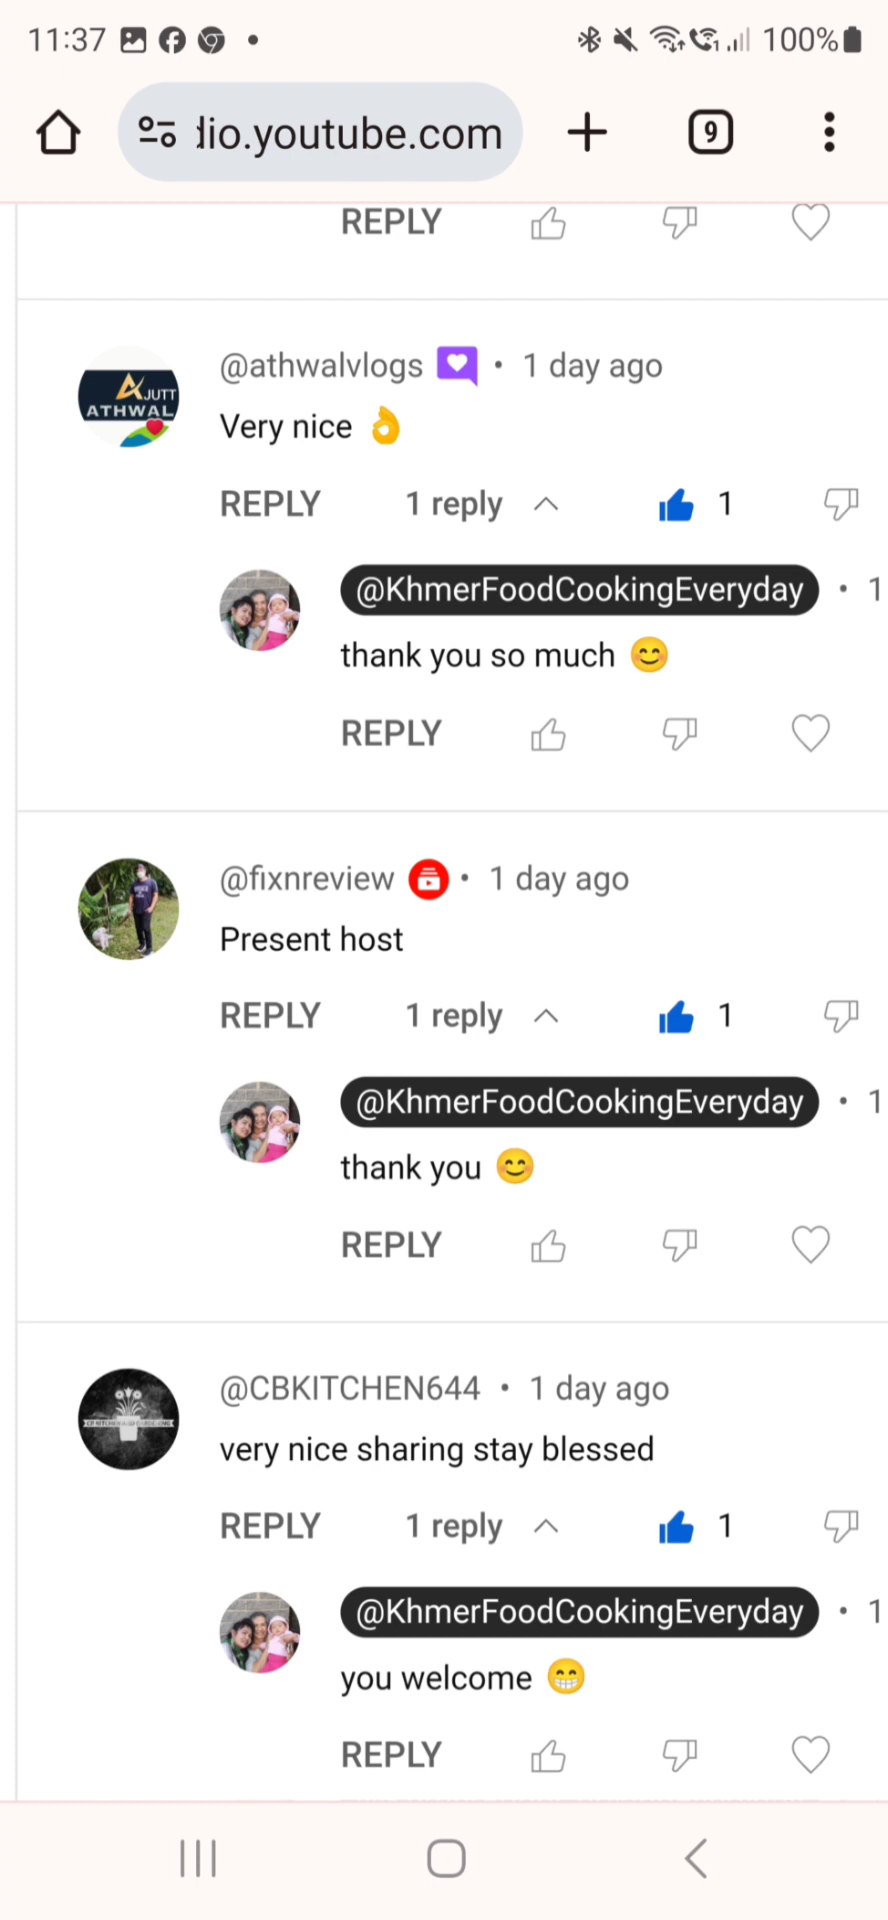 11:37
100%
dio.youtube.com
9
REPLY
@athwalvlogs • 1 day ago
JUTT
ATHWAL
Very nice 👌
REPLY 1 reply 1
@KhmerFoodCookingEveryday • 1
thank you so much 😊
REPLY
@fixnreview • 1 day ago
Present host
REPLY 1 reply 1
@KhmerFoodCookingEveryday • 1
thank you 😊
REPLY
@CBKITCHEN644 • 1 day ago
very nice sharing stay blessed
REPLY 1 reply 1
@KhmerFoodCookingEveryday • 1
you welcome 😁
REPLY